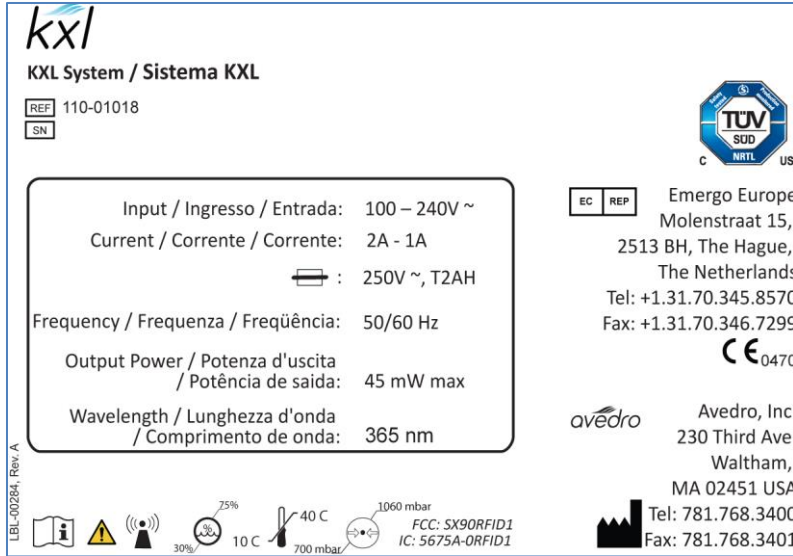 kxl
KXL System / Sistema KXL
REF 110-01018
SN
TÜV
SÜD
NRTL
C US
Input / Ingresso / Entrada: 100 – 240V ~
Current / Corrente / Corrente: 2A - 1A
: 250V ~, T2AH
Frequency / Frequenza / Freqüência: 50/60 Hz
Output Power / Potenza d'uscita
/ Potência de saida: 45 mW max
Wavelength / Lunghezza d'onda
/ Comprimento de onda: 365 nm
EC REP
Emergo Europe
Molenstraat 15,
2513 BH, The Hague,
The Netherlands
Tel: +1.31.70.345.8570
Fax: +1.31.70.346.7299
CE 0470
avedro
Avedro, Inc
230 Third Ave
Waltham,
MA 02451 USA
Tel: 781.768.3400
Fax: 781.768.3401
LBL-00284, Rev. A
75%
%
30%
40 C
10 C
1060 mbar
700 mbar
FCC: SX90RFID1
IC: 5675A-0RFID1